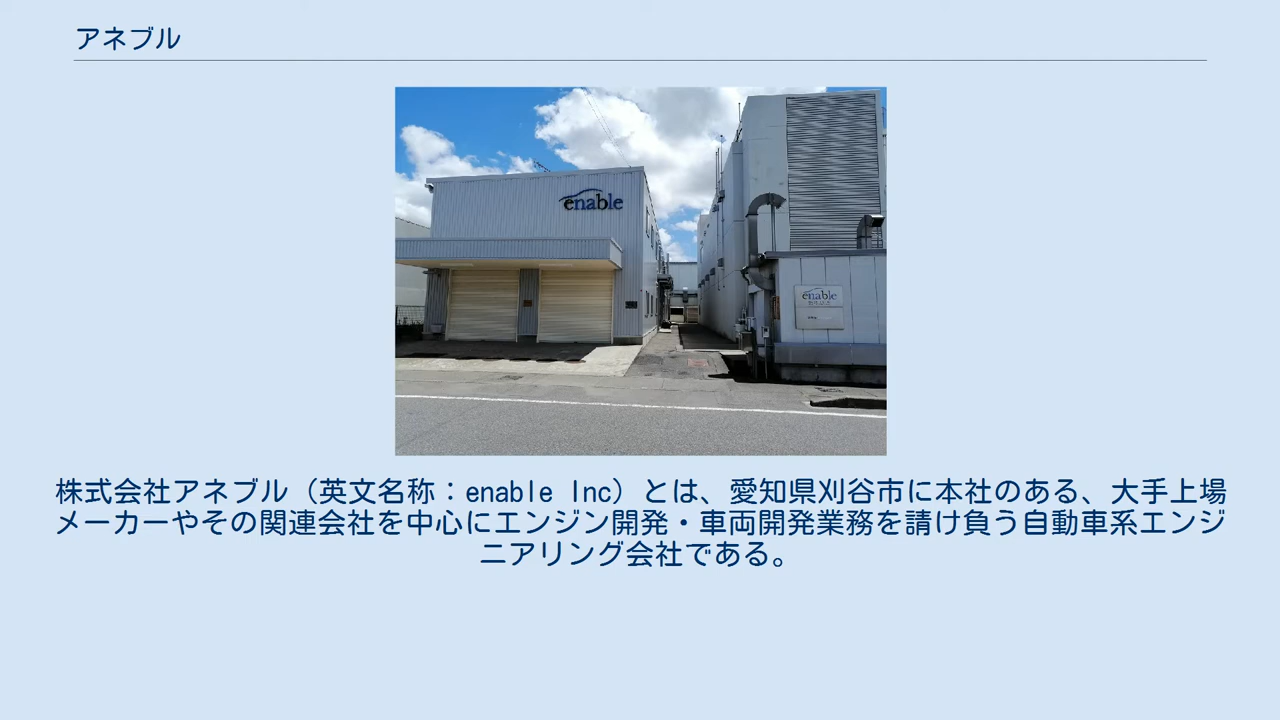 アネブル
enable
enable
株式会社アネブル（英文名称：enable Inc）とは、愛知県刈谷市に本社のある、大手上場
メーカーやその関連会社を中心にエンジン開発・車両開発業務を請け負う自動車系エンジ
ニアリング会社である。